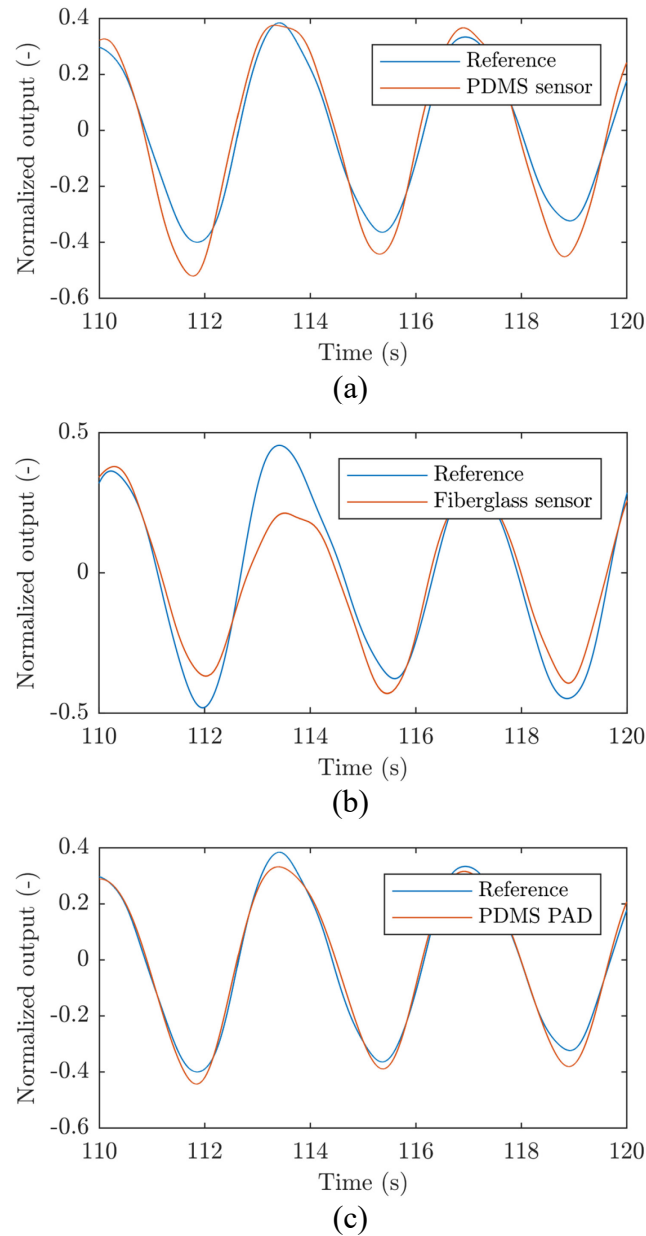 0.4
0.2
0
-0.2
-0.4
-0.6
Normalized output (-)
Reference
PDMS sensor
110 112 114 116 118 120
Time (s)
(a)
0.5
0
-0.5
Normalized output (-)
Reference
Fiberglass sensor
110 112 114 116 118 120
Time (s)
(b)
0.4
0.2
0
-0.2
-0.4
-0.6
Normalized output (-)
Reference
PDMS PAD
110 112 114 116 118 120
Time (s)
(c)